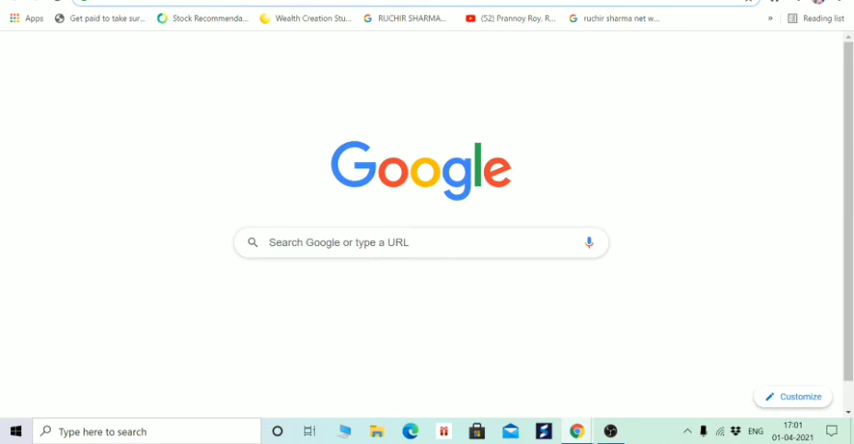 Apps Get paid to take sur... Stock Recommenda... Wealth Creation Stu... RUCHIR SHARMA... (52) Prannoy Roy, R... ruchir sharma net w... » Reading list
Google
Search Google or type a URL
Customize
Type here to search ENG 17:01
01-04-2021